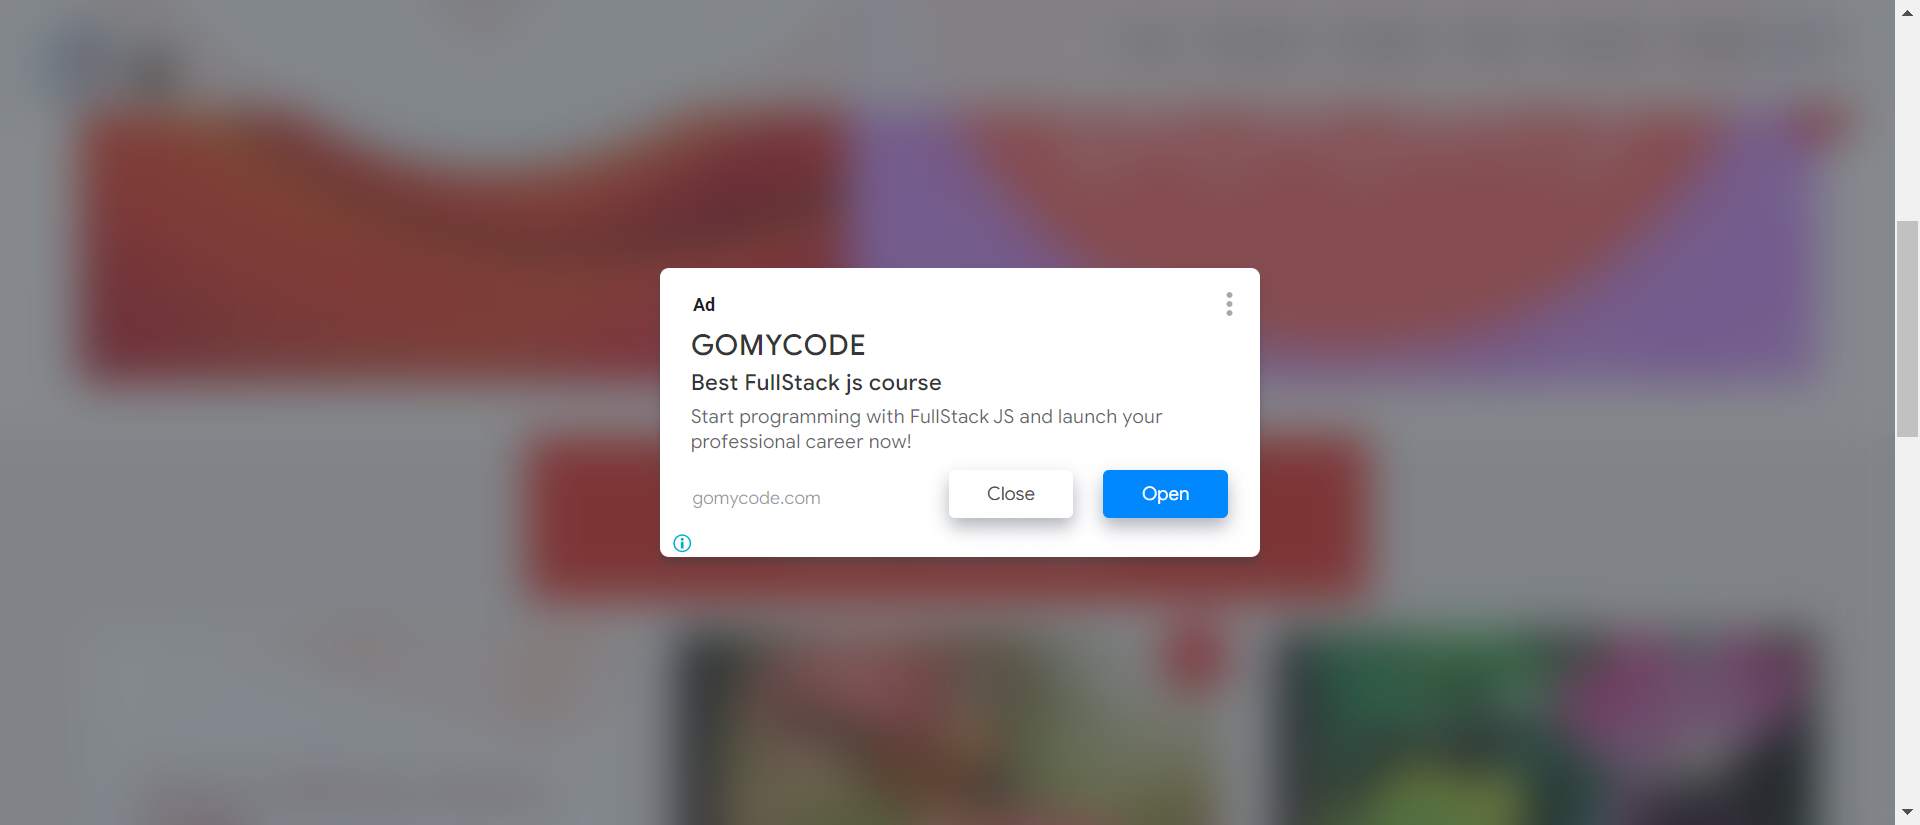 Ad
GOMYCODE
Best FullStack js course
Start programming with FullStack JS and launch your
professional career now!
gomycode.com
Close
Open